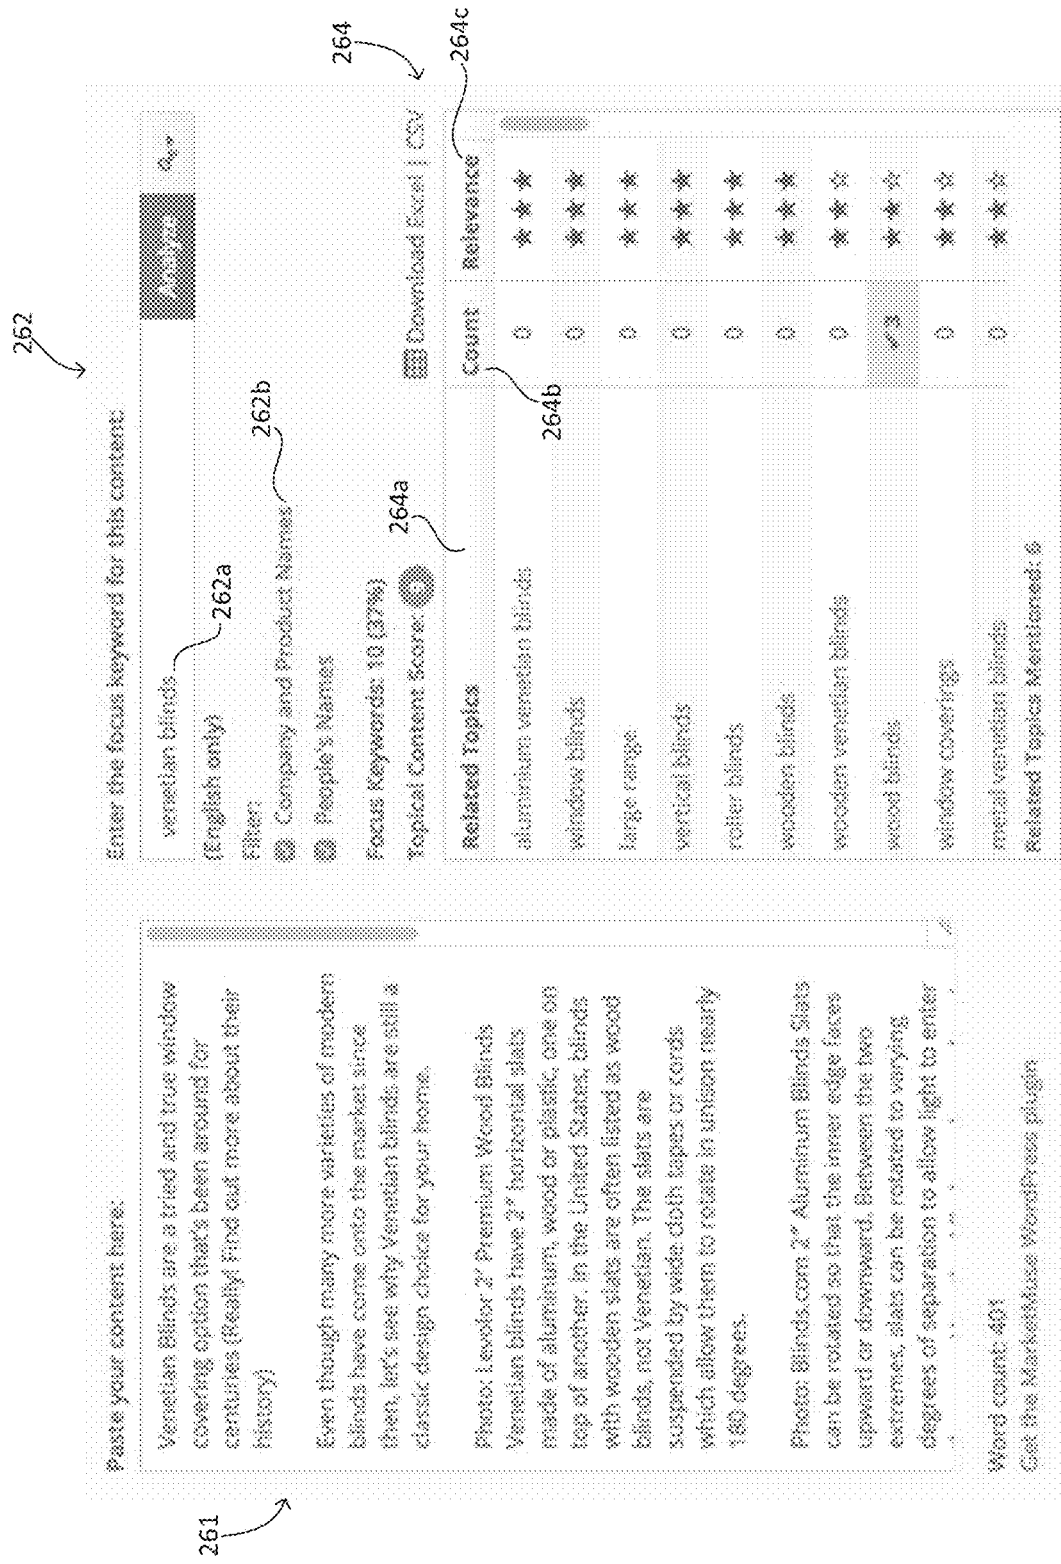 262
Enter the focus keyword for this content:
venetian blinds
Analyze
262a
(English only)
Filter:
Company and Product Names
262b
People's Names
Focus Keywords: 10 (37%)
Topical Content Score:
264a
Download Excel | CSV
264
Related Topics Count Relevance
264b
264c
aluminium venetian blinds 0 ★★★
window blinds 0 ★★★
large range 0 ★★★
vertical blinds 0 ★★★
roller blinds 0 ★★★
wooden blinds 0 ★★★
wooden venetian blinds 0 ★★☆
wood blinds ✓3 ★★☆
window coverings 0 ★★☆
metal venetian blinds 0 ★★☆
Related Topics Mentioned: 6
261
Paste your content here:
Venetian Blinds are a tried and true window
covering option that's been around for
centuries (Really! Find out more about their
history)
Even though many more varieties of modern
blinds have come onto the market since
then, let's see why Venetian blinds are still a
classic design choice for your home.
Photo: Levolor 2" Premium Wood Blinds
Venetian blinds have 2" horizontal slats
made of aluminum, wood or plastic, one on
top of another. In the United States, blinds
with wooden slats are often listed as wood
blinds, not Venetian. The slats are
suspended by wide cloth tapes or cords
which allow them to rotate in unison nearly
180 degrees.
Photo: Blinds.com 2" Aluminum Blinds Slats
can be rotated so that the inner edge faces
upward or downward. Between the two
extremes, slats can be rotated to varying
degrees of separation to allow light to enter
Word count: 401
Get the MarketMuse WordPress plugin